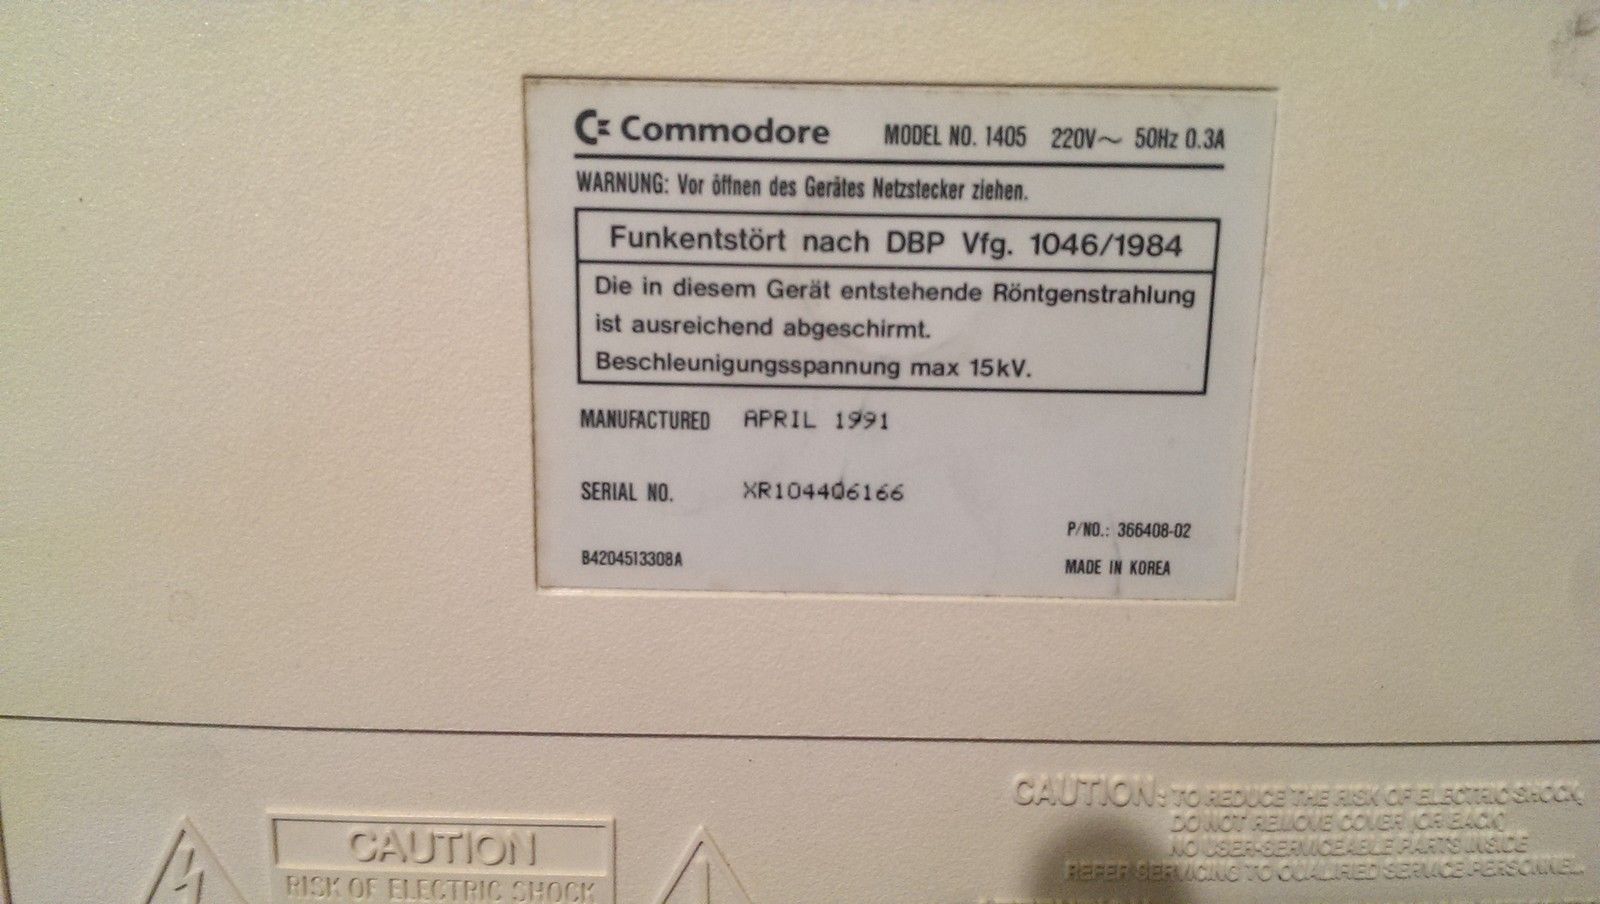 Commodore MODEL NO. 1405 220V~ 50Hz 0.3A
WARNUNG: Vor öffnen des Gerätes Netzstecker ziehen.
Funkentstört nach DBP Vfg. 1046/1984
Die in diesem Gerät entstehende Röntgenstrahlung
ist ausreichend abgeschirmt.
Beschleunigungsspannung max 15kV.
MANUFACTURED APRIL 1991
SERIAL NO. XR104406166
P/NO.: 366408-02
B4204513308A
MADE IN KOREA
CAUTION
RISK OF ELECTRIC SHOCK
CAUTION: TO REDUCE THE RISK OF ELECTRIC SHOCK,
DO NOT REMOVE COVER (OR BACK)
NO USER-SERVICEABLE PARTS INSIDE
REFER SERVICING TO QUALIFIED SERVICE PERSONNEL.